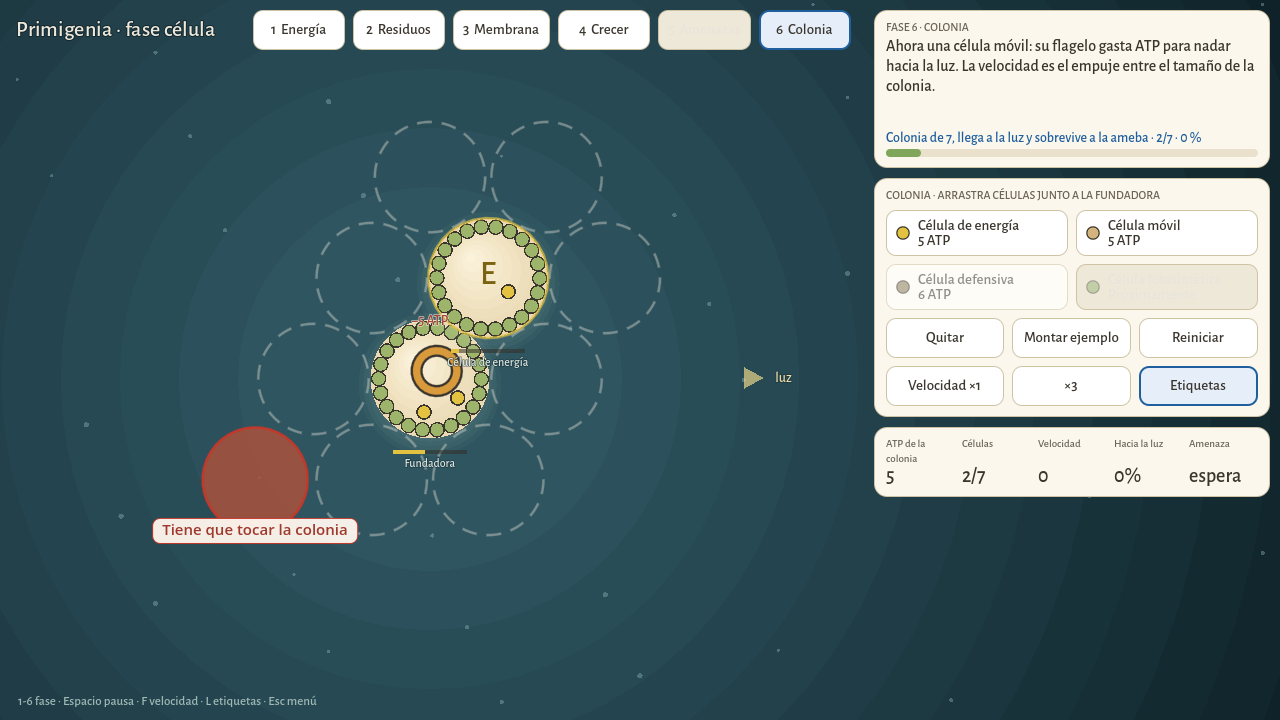 Primigenia · fase célula
1 Energía
2 Residuos
3 Membrana
4 Crecer
6 Colonia
FASE 6 · COLONIA
Ahora una célula móvil: su flagelo gasta ATP para nadar
hacia la luz. La velocidad es el empuje entre el tamaño de la
colonia.
Colonia de 7, llega a la luz y sobrevive a la ameba · 2/7 · 0 %
COLONIA · ARRASTRA CÉLULAS JUNTO A LA FUNDADORA
Célula de energía
5 ATP
Célula móvil
5 ATP
Célula defensiva
6 ATP
Quitar
Montar ejemplo
Reiniciar
Velocidad ×1
×3
Etiquetas
ATP de la
colonia
5
Células
2/7
Velocidad
0
Hacia la luz
0%
Amenaza
espera
E
-5 ATP
Célula de energía
Fundadora
luz
Tiene que tocar la colonia
1-6 fase · Espacio pausa · F velocidad · L etiquetas · Esc menú